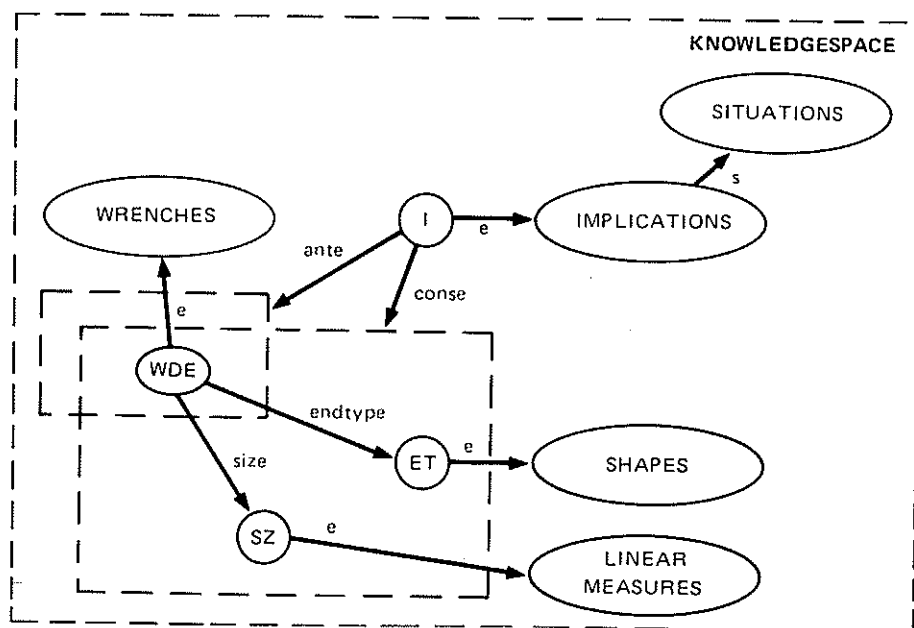 KNOWLEDGESPACE
SITUATIONS
s
WRENCHES
I
e
IMPLICATIONS
ante
conse
e
WDE
endtype
size
ET
e
SHAPES
SZ
e
LINEAR
MEASURES